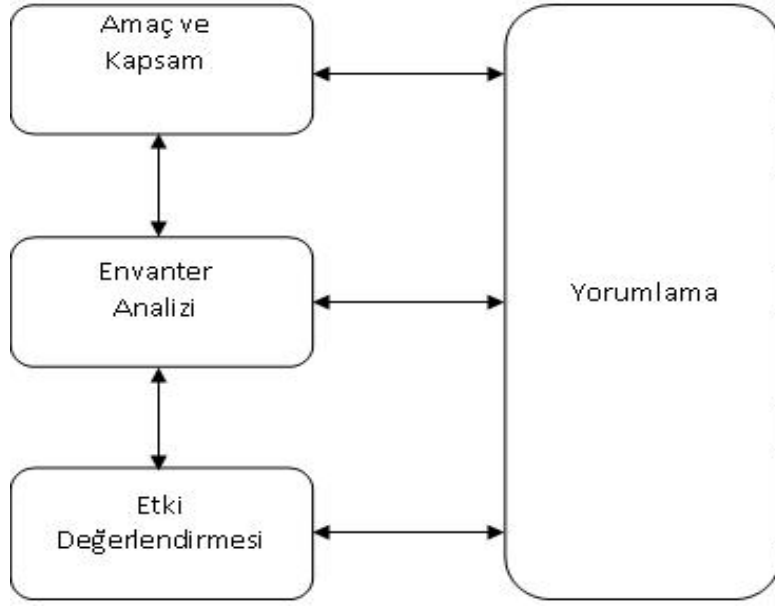 Amaç ve
Kapsam
Envanter
Analizi
Yorumlama
Etki
Değerlendirmesi